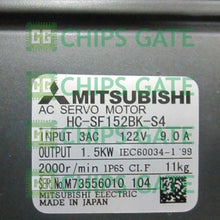 CHIPS GATE
MITSUBISHI
AC SERVO MOTOR
HC-SF152BK-S4
INPUT 3AC 122V 9.0A
OUTPUT 1.5KW IEC60034-1'99
2000r/min IP65 CI.F 11kg
SER.NO.M73556010 104
MITSUBISHI ELECTRIC
MADE IN JAPAN